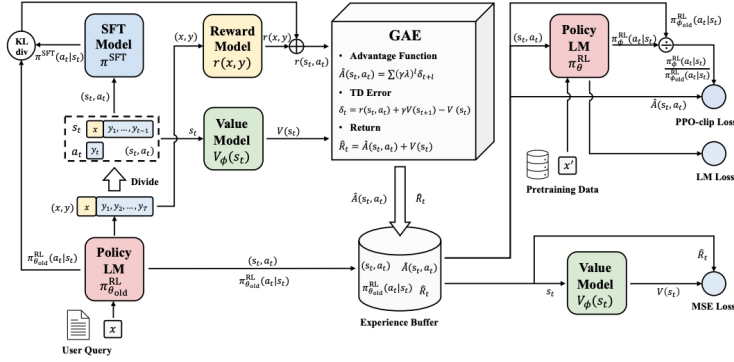 KL
div
π^SFT(a_t|s_t)
SFT
Model
π^SFT
(s_t, a_t)
s_t x y_1, ..., y_{t-1}
a_t y_t (s_t, a_t)
Divide
(x, y) x y_1, y_2, ..., y_T
π^RL_θold(a_t|s_t)
Policy
LM
π^RL_θold
x
User Query
(x, y)
Reward
Model
r(x, y)
r(x, y)
r(s_t, a_t)
s_t
Value
Model
V_ϕ(s_t)
V(s_t)
GAE
• Advantage Function
Â(s_t, a_t) = ∑(γλ)^l δ_{t+l}
• TD Error
δ_t = r(s_t, a_t) + γV(s_{t+1}) − V(s_t)
• Return
R̂_t = Â(s_t, a_t) + V(s_t)
Â(s_t, a_t) R̂_t
(s_t, a_t)
π^RL_θold(a_t|s_t)
(s_t, a_t) Â(s_t, a_t)
π^RL_θold(a_t|s_t) R̂_t
Experience Buffer
(s_t, a_t)
Policy
LM
π^RL_θ
π^RL_ϕ(a_t|s_t)
π^RL_ϕold(a_t|s_t)
÷
π^RL_ϕ(a_t|s_t)
π^RL_ϕold(a_t|s_t)
Â(s_t, a_t)
PPO-clip Loss
x'
Pretraining Data
LM Loss
s_t
Value
Model
V_ϕ(s_t)
V(s_t)
R̂_t
MSE Loss